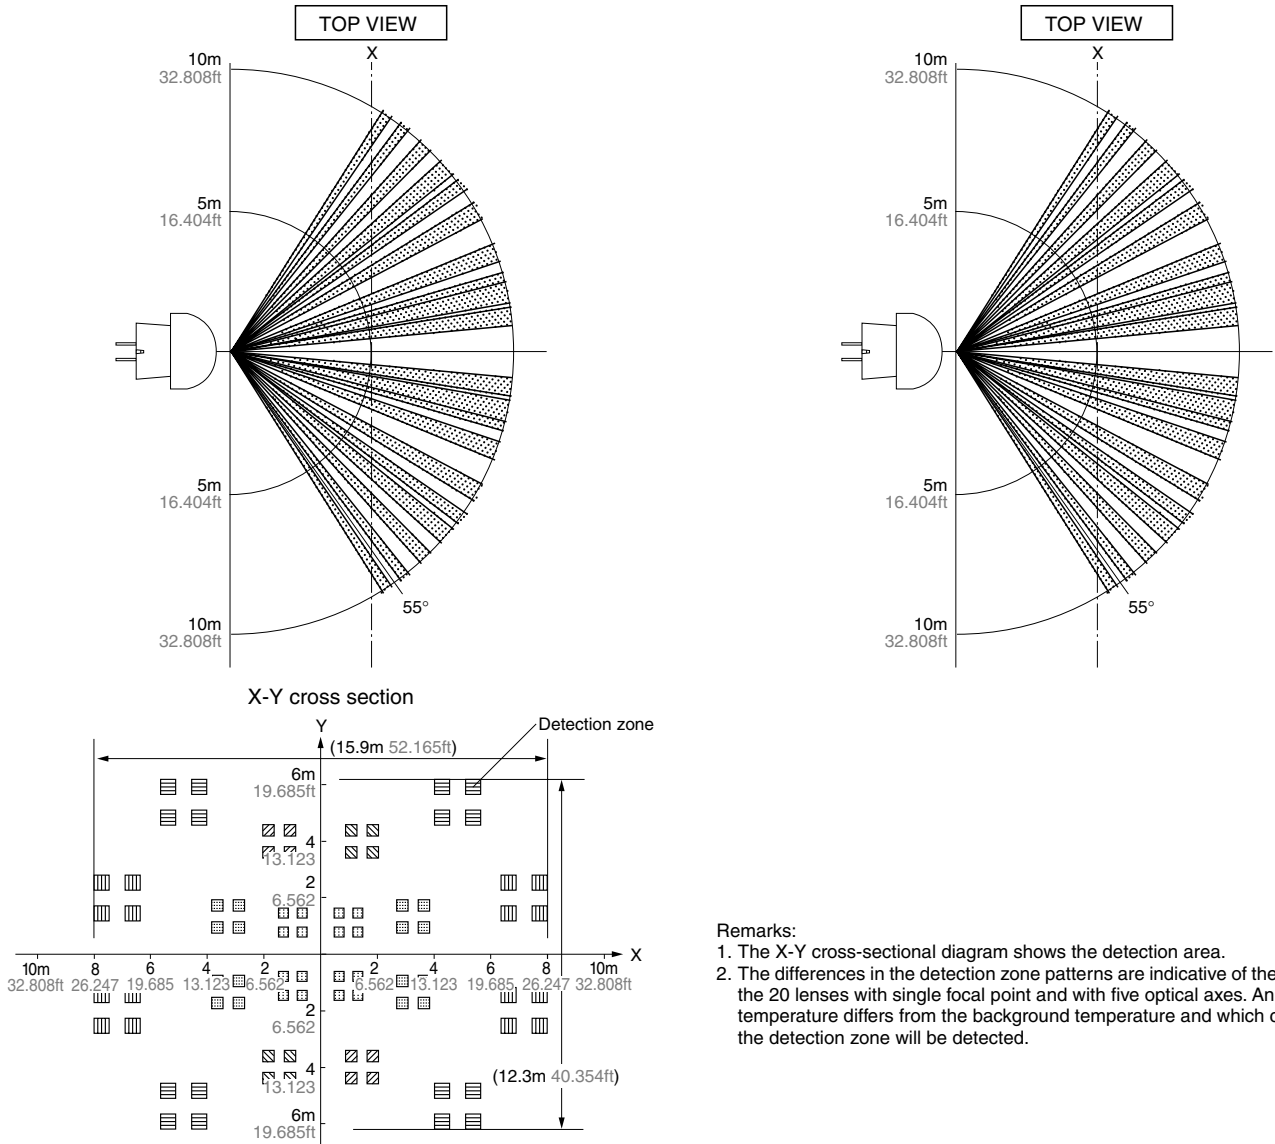 TOP VIEW
X
10m
32.808ft
5m
16.404ft
5m
16.404ft
55°
10m
32.808ft
TOP VIEW
X
10m
32.808ft
5m
16.404ft
5m
16.404ft
55°
10m
32.808ft
X-Y cross section
Y
Detection zone
(15.9m 52.165ft)
6m
19.685ft
4
13.123
2
6.562
X
10m 8 6 4 2 2 4 6 8 10m
32.808ft 26.247 19.685 13.123 6.562 6.562 13.123 19.685 26.247 32.808ft
2
6.562
4
13.123
(12.3m 40.354ft)
6m
19.685ft
Remarks:
1. The X-Y cross-sectional diagram shows the detection area.
2. The differences in the detection zone patterns are indicative of the
the 20 lenses with single focal point and with five optical axes. An
temperature differs from the background temperature and which
the detection zone will be detected.